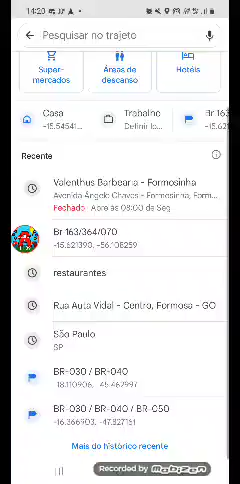 14:20
Pesquisar no trajeto
Super-
mercados
Áreas de
descanso
Hotéis
Casa
-15.54541...
Trabalho
Definir lo...
Br 163
-15.621
Recente
Valenthus Barbearia - Formosinha
Avenida Ângelo Chaves - Formosinha, Form...
Fechado · Abre às 08:00 de Seg
Br 163/364/070
-15.621390, -56.108259
restaurantes
Rua Auta Vidal - Centro, Formosa - GO
São Paulo
SP
BR-030 / BR-040
-18.110906, -45.462997
BR-030 / BR-040 / BR-050
-16.366903, -47.827161
Mais do histórico recente
Recorded by Mobizen